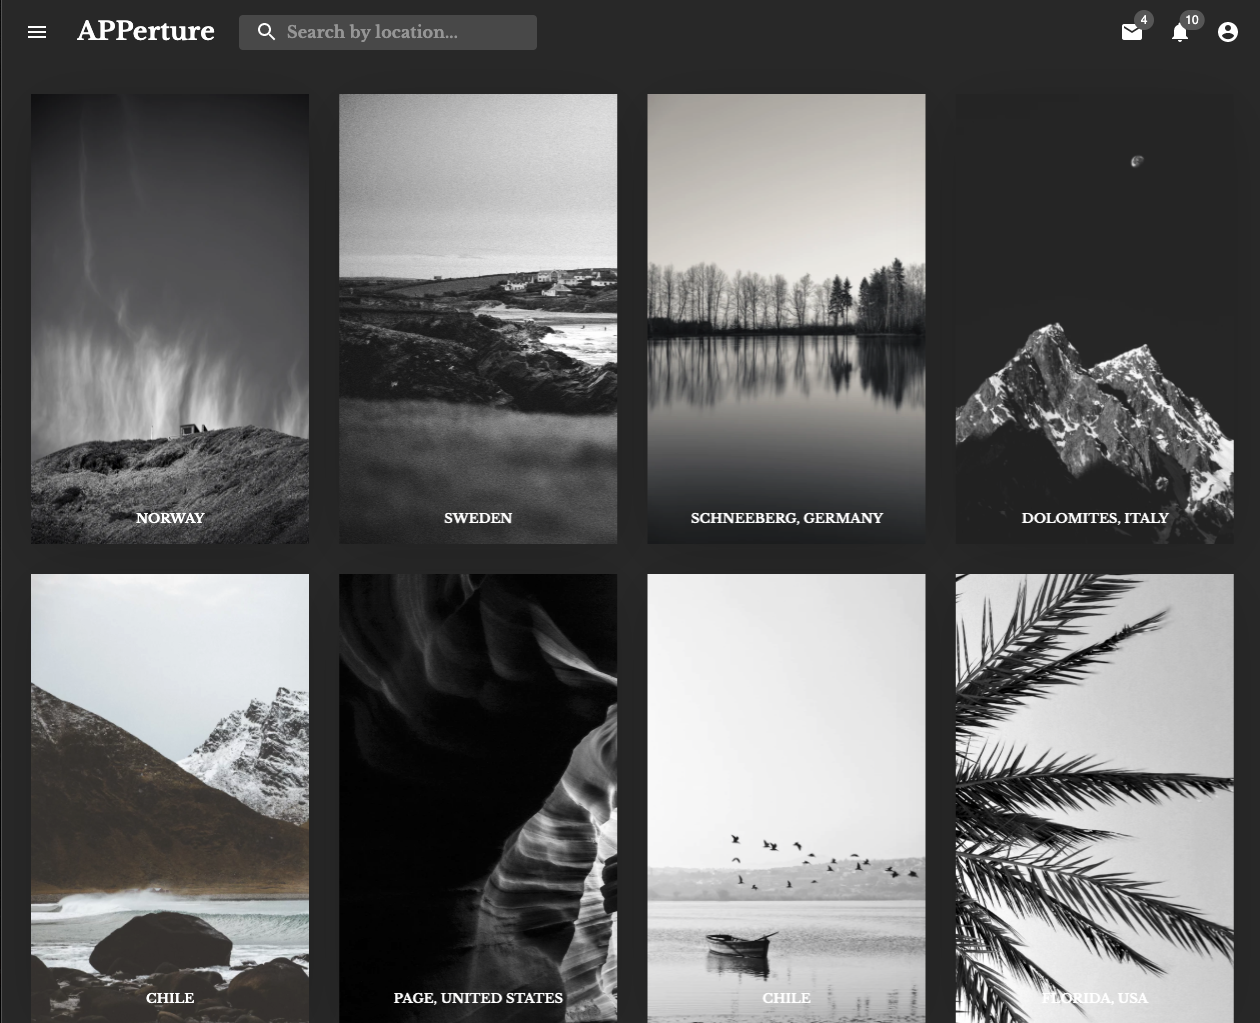 APPerture
Search by location...
4
10
NORWAY
SWEDEN
SCHNEEBERG, GERMANY
DOLOMITES, ITALY
CHILE
PAGE, UNITED STATES
CHILE
FLORIDA, USA